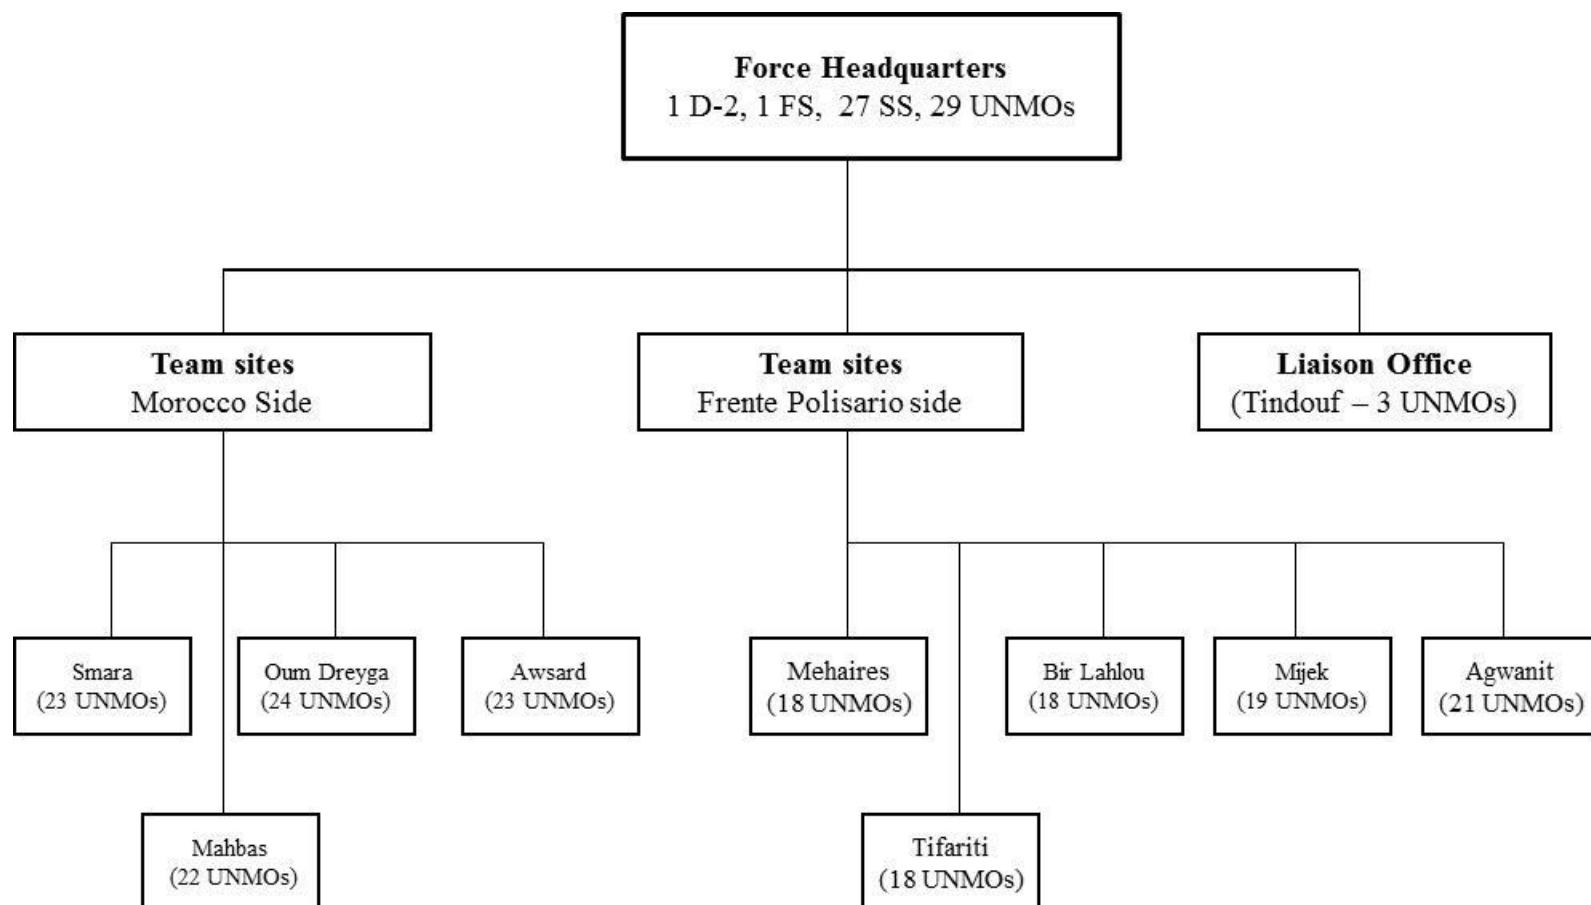 Force Headquarters
1 D-2, 1 FS, 27 SS, 29 UNMOs
Team sites
Morocco Side
Team sites
Frente Polisario side
Liaison Office
(Tindouf – 3 UNMOs)
Smara
(23 UNMOs)
Oum Dreyga
(24 UNMOs)
Awsard
(23 UNMOs)
Mehaires
(18 UNMOs)
Bir Lahlou
(18 UNMOs)
Mijek
(19 UNMOs)
Agwanit
(21 UNMOs)
Mahbas
(22 UNMOs)
Tifariti
(18 UNMOs)